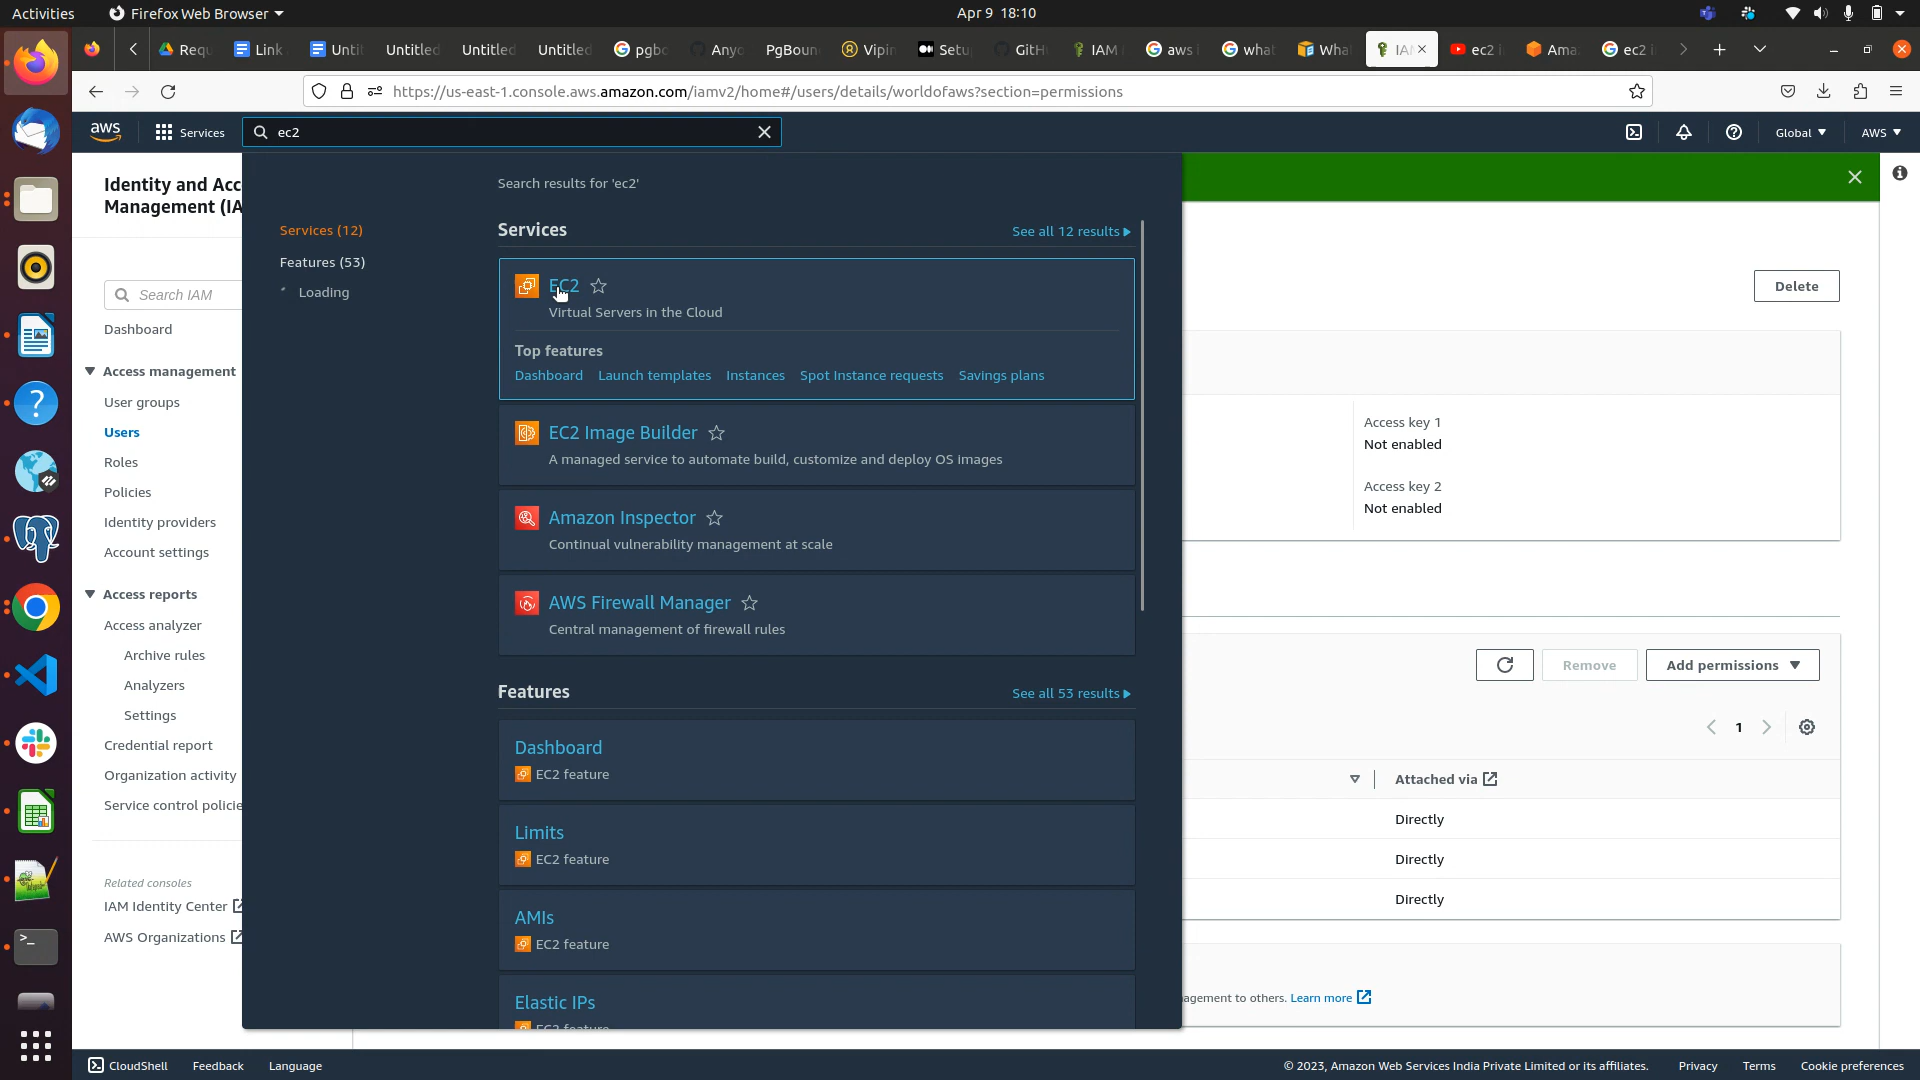 Activities
Firefox Web Browser
Apr 9 18:10
Requ
Link
Unti
Untitled
Untitled
Untitled
pgbo
Anyo
PgBoun
Vipin
Setu
GitH
IAM
aws i
what
Wha
IA
ec2 i
Ama
ec2 i
https://us-east-1.console.aws.amazon.com/iamv2/home#/users/details/worldofaws?section=permissions
aws
Services
ec2
Global
AWS
Identity and Acc
Management (IA
Search IAM
Dashboard
Access management
User groups
Users
Roles
Policies
Identity providers
Account settings
Access reports
Access analyzer
Archive rules
Analyzers
Settings
Credential report
Organization activity
Service control policie
Related consoles
IAM Identity Center
AWS Organizations
Search results for 'ec2'
Services (12)
Features (53)
Loading
Services
See all 12 results
EC2
Virtual Servers in the Cloud
Top features
Dashboard
Launch templates
Instances
Spot Instance requests
Savings plans
EC2 Image Builder
A managed service to automate build, customize and deploy OS images
Amazon Inspector
Continual vulnerability management at scale
AWS Firewall Manager
Central management of firewall rules
Features
See all 53 results
Dashboard
EC2 feature
Limits
EC2 feature
AMIs
EC2 feature
Elastic IPs
EC2 feature
Delete
Access key 1
Not enabled
Access key 2
Not enabled
Remove
Add permissions
1
Attached via
Directly
Directly
Directly
agement to others. Learn more
CloudShell
Feedback
Language
© 2023, Amazon Web Services India Private Limited or its affiliates.
Privacy
Terms
Cookie preferences